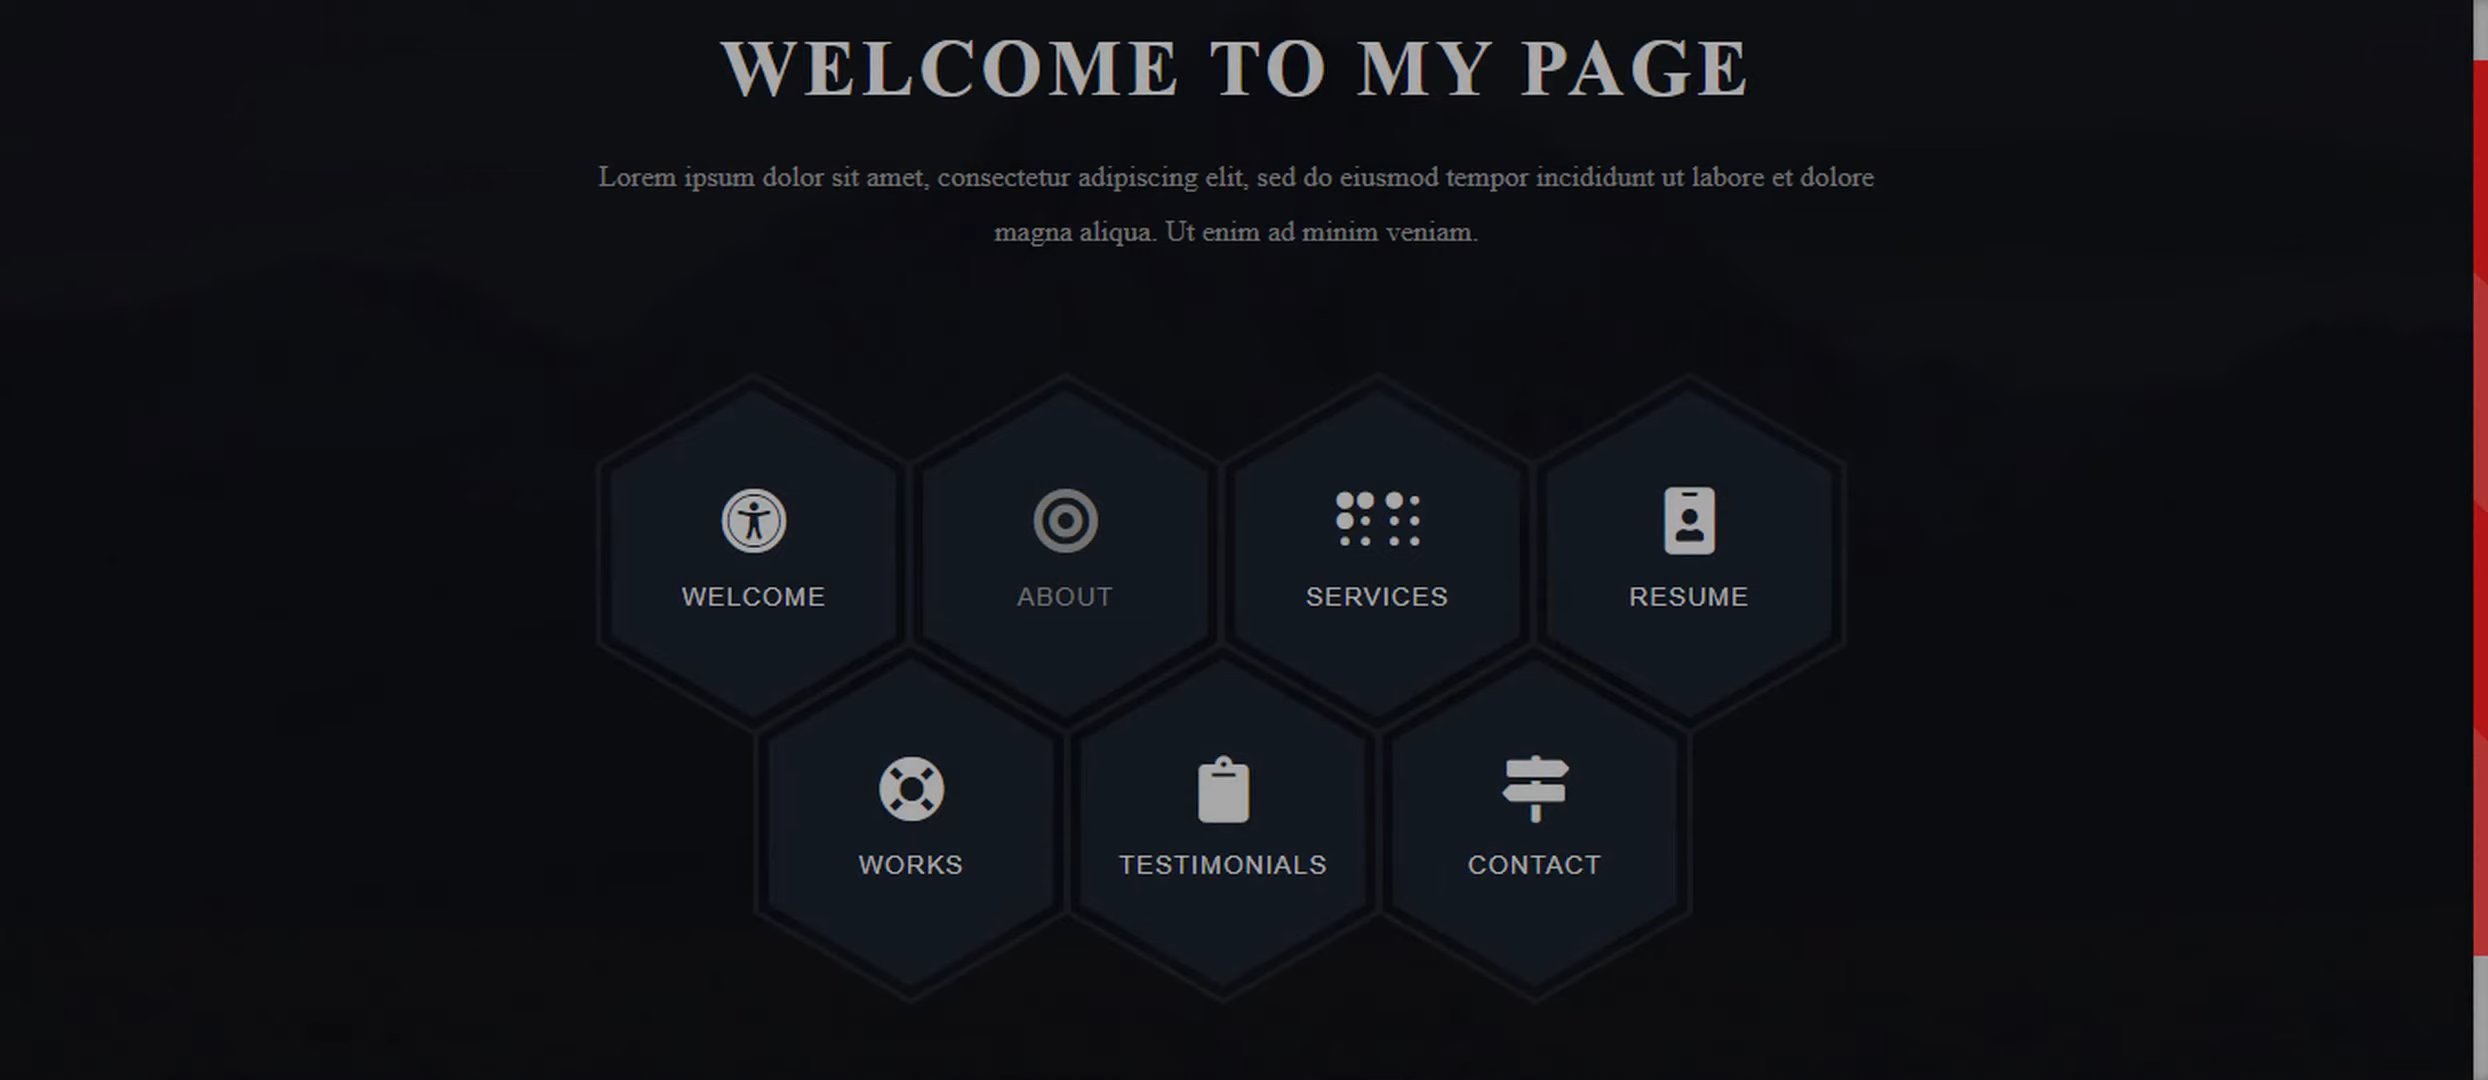 WELCOME TO MY PAGE
Lorem ipsum dolor sit amet, consectetur adipiscing elit, sed do eiusmod tempor incididunt ut labore et dolore
magna aliqua. Ut enim ad minim veniam.
WELCOME
ABOUT
SERVICES
RESUME
WORKS
TESTIMONIALS
CONTACT